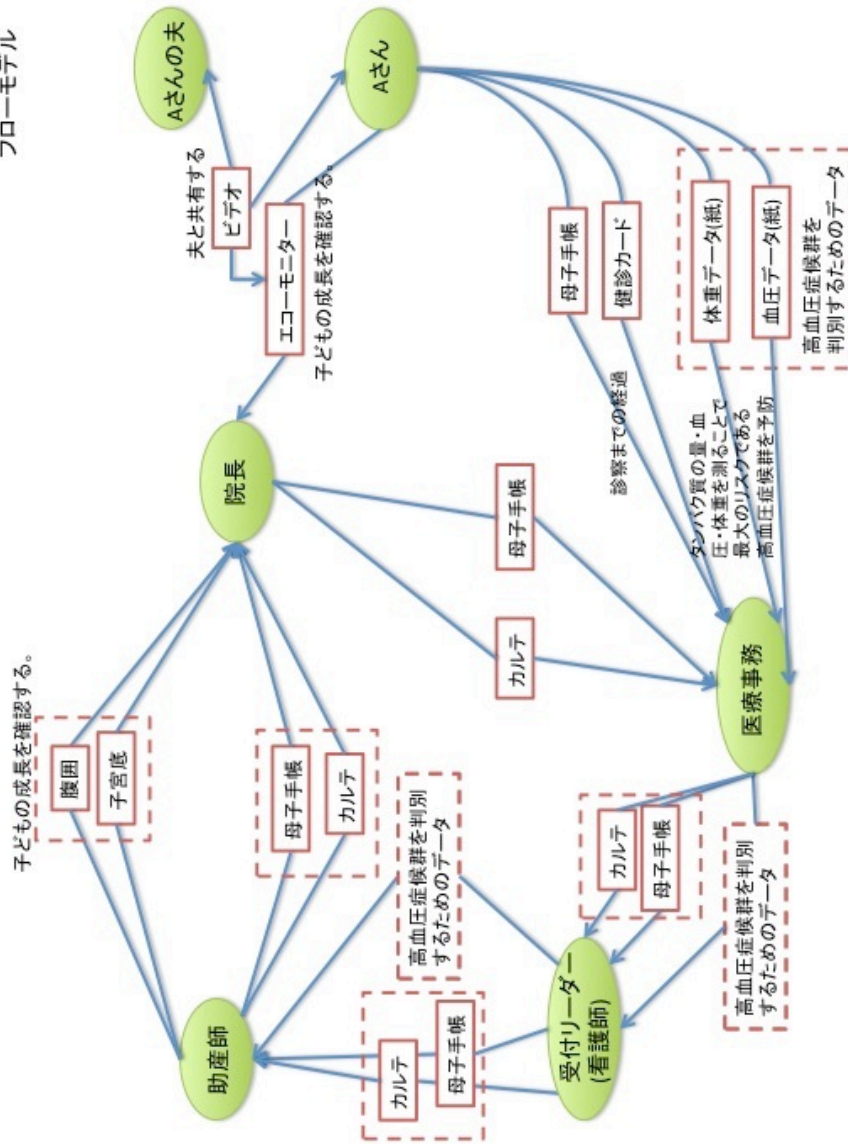 フローモデル
子どもの成長を確認する。
腹囲
子宮底
助産師
院長
母子手帳
カルテ
夫と共有する
ビデオ
Aさんの夫
エコーモニター
子どもの成長を確認する。
Aさん
カルテ
母子手帳
高血圧症候群を判別
するためのデータ
カルテ
母子手帳
母子手帳
健診カード
診察までの経過
受付リーダー
(看護師)
カルテ
母子手帳
高血圧症候群を判別
するためのデータ
医療事務
タンパク質の量・血
圧・体重を測ることで
最大のリスクである
高血圧症候群を予防
体重データ(紙)
血圧データ(紙)
高血圧症候群を
判別するためのデータ